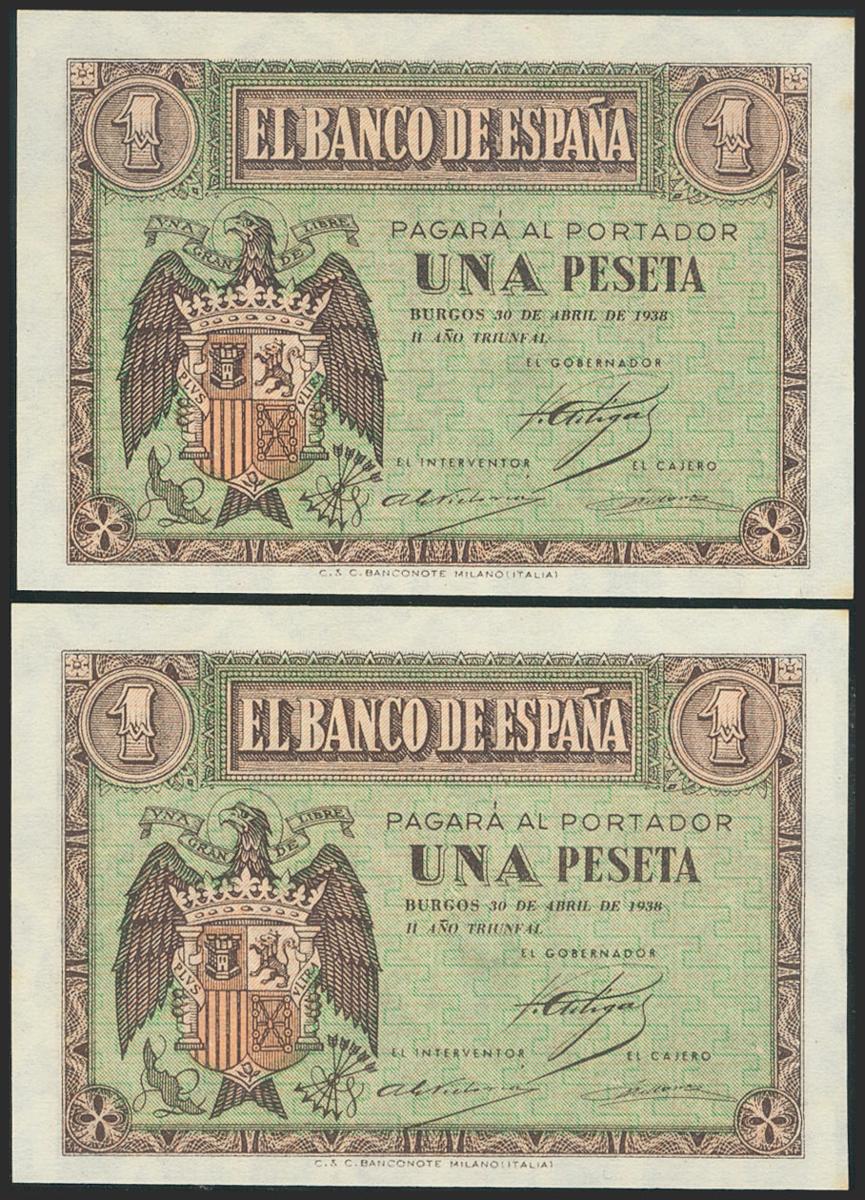 1 EL BANCO DE ESPAÑA 1
VNA GRANDE LIBRE
PAGARÁ AL PORTADOR
UNA PESETA
BURGOS 30 DE ABRIL DE 1938
II AÑO TRIUNFAL
EL GOBERNADOR
PLVS VLTRA
EL INTERVENTOR EL CAJERO
C. & C. BANCONOTE MILANO (ITALIA)
1 EL BANCO DE ESPAÑA 1
VNA GRANDE LIBRE
PAGARÁ AL PORTADOR
UNA PESETA
BURGOS 30 DE ABRIL DE 1938
II AÑO TRIUNFAL
EL GOBERNADOR
PLVS VLTRA
EL INTERVENTOR EL CAJERO
C. & C. BANCONOTE MILANO (ITALIA)